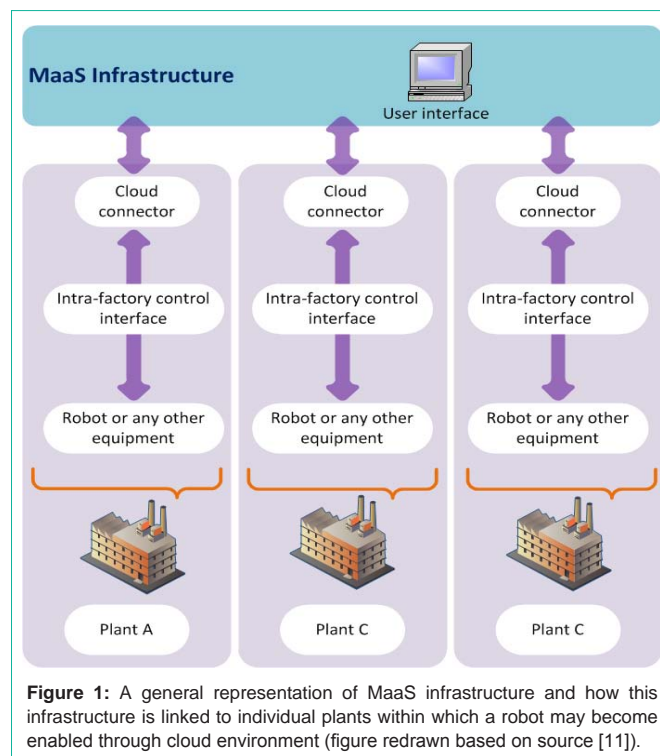 MaaS Infrastructure
User interface
Cloud
connector
Cloud
connector
Cloud
connector
Intra-factory control
interface
Intra-factory control
interface
Intra-factory control
interface
Robot or any other
equipment
Robot or any other
equipment
Robot or any other
equipment
Plant A
Plant C
Plant C
Figure 1: A general representation of MaaS infrastructure and how this
infrastructure is linked to individual plants within which a robot may become
enabled through cloud environment (figure redrawn based on source [11]).